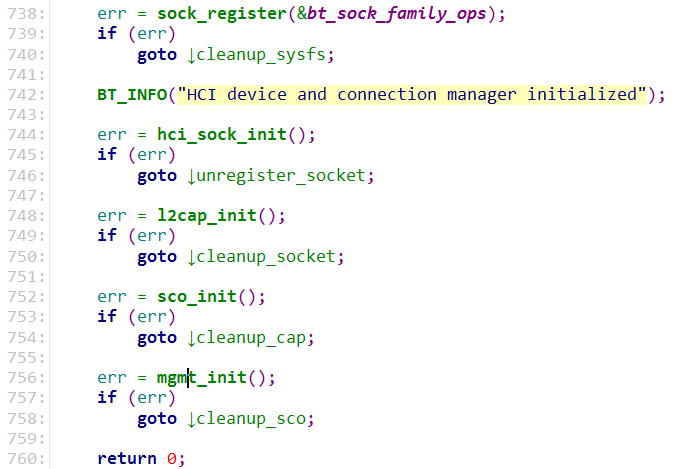 738: err = sock_register(&bt_sock_family_ops);
739: if (err)
740: goto ↓cleanup_sysfs;
741:
742: BT_INFO("HCI device and connection manager initialized");
743:
744: err = hci_sock_init();
745: if (err)
746: goto ↓unregister_socket;
747:
748: err = l2cap_init();
749: if (err)
750: goto ↓cleanup_socket;
751:
752: err = sco_init();
753: if (err)
754: goto ↓cleanup_cap;
755:
756: err = mgmt_init();
757: if (err)
758: goto ↓cleanup_sco;
759:
760: return 0;